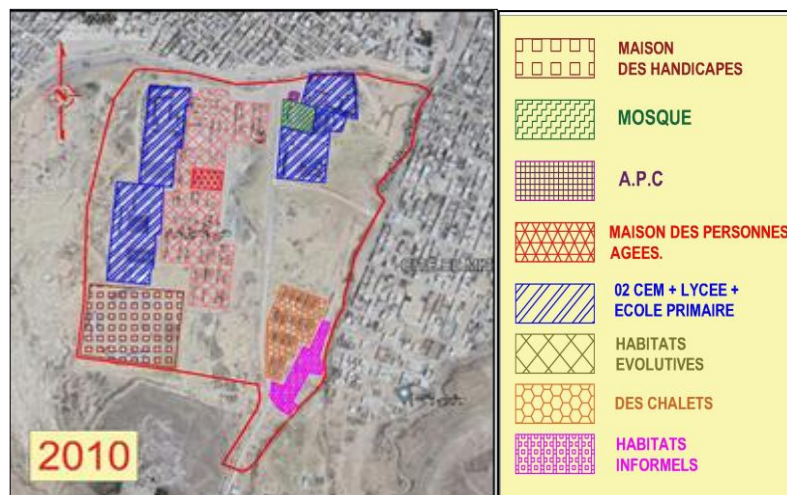 MAISON
DES HANDICAPES
MOSQUE
A.P.C
MAISON DES PERSONNES
AGEES.
02 CEM + LYCEE +
ECOLE PRIMAIRE
HABITATS
EVOLUTIVES
DES CHALETS
HABITATS
INFORMELS
2010